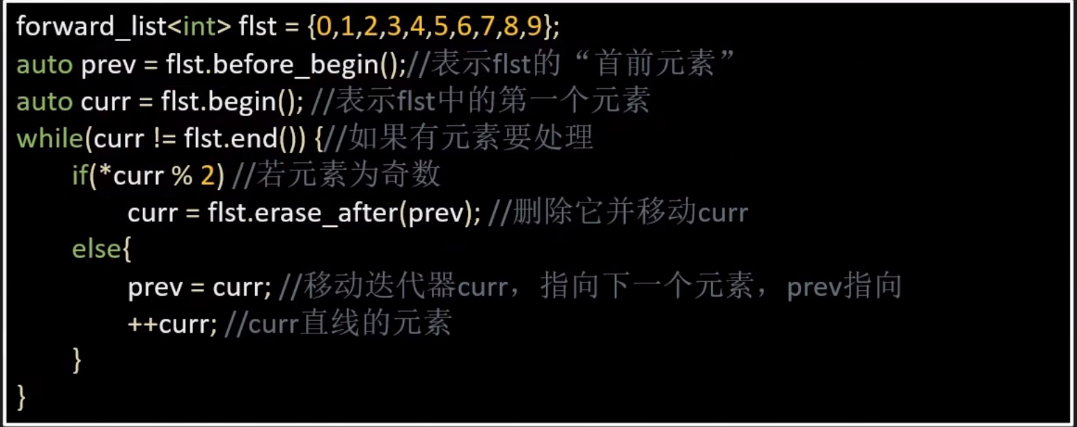 forward_list<int> flst = {0,1,2,3,4,5,6,7,8,9};
auto prev = flst.before_begin();//表示flst的“首前元素”
auto curr = flst.begin(); //表示flst中的第一个元素
while(curr != flst.end()) {//如果有元素要处理
if(*curr % 2) //若元素为奇数
curr = flst.erase_after(prev); //删除它并移动curr
else{
prev = curr; //移动迭代器curr，指向下一个元素，prev指向
++curr; //curr直线的元素
}
}